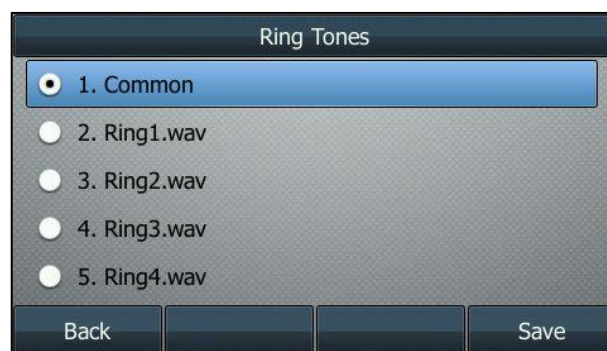 Ring Tones
1. Common
2. Ring1.wav
3. Ring2.wav
4. Ring3.wav
5. Ring4.wav
Back Save